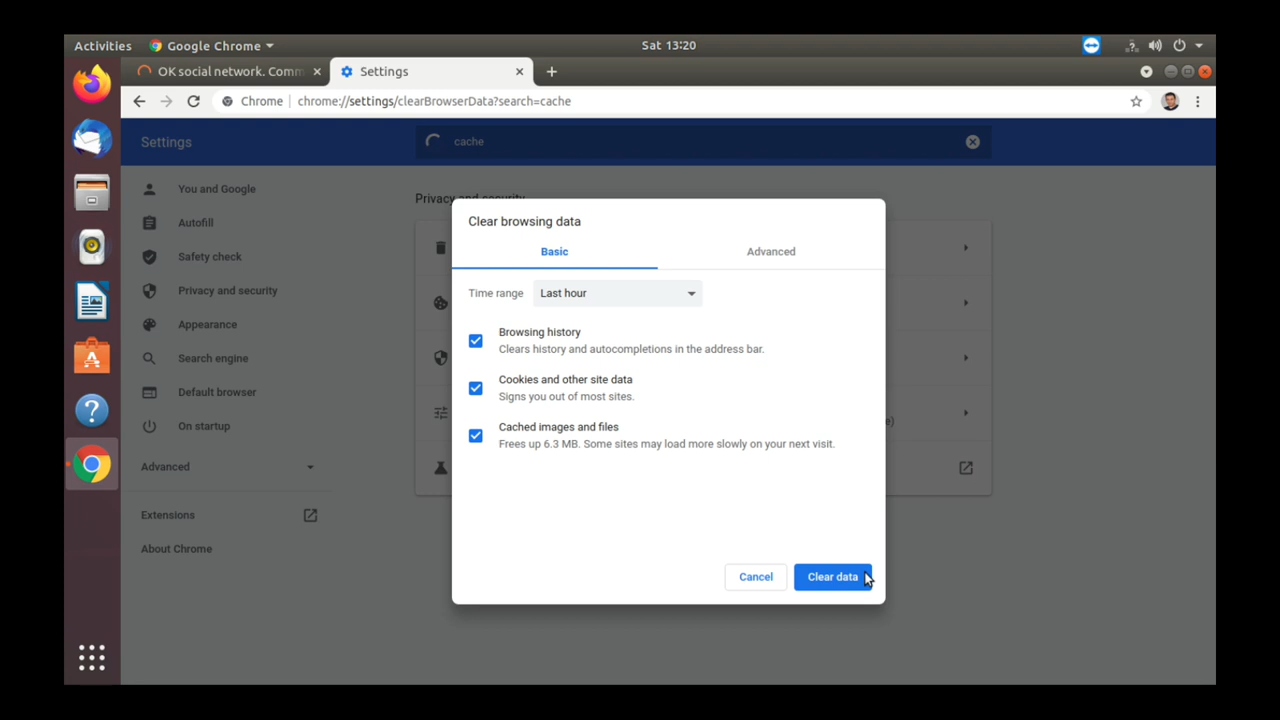 Activities Google Chrome Sat 13:20
OK social network. Comm Settings
Chrome chrome://settings/clearBrowserData?search=cache
Settings cache
You and Google
Autofill
Safety check
Privacy and security
Appearance
Search engine
Default browser
On startup
Advanced
Extensions
About Chrome
Privacy and security
Clear browsing data
Basic Advanced
Time range Last hour
Browsing history
Clears history and autocompletions in the address bar.
Cookies and other site data
Signs you out of most sites.
Cached images and files
Frees up 6.3 MB. Some sites may load more slowly on your next visit.
Cancel Clear data